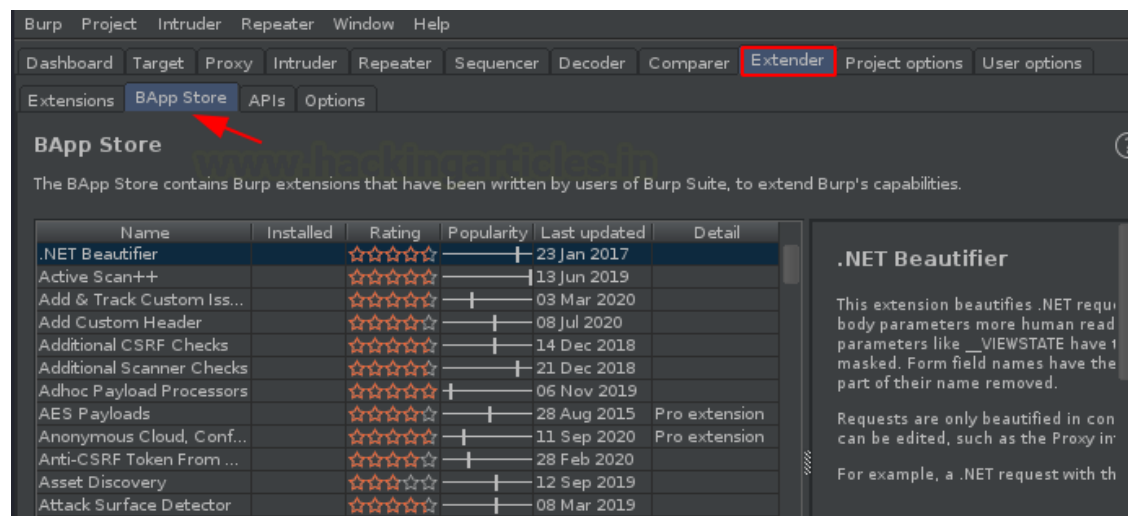 Burp Project Intruder Repeater Window Help
Dashboard Target Proxy Intruder Repeater Sequencer Decoder Comparer Extender Project options User options
Extensions BApp Store APIs Options
BApp Store
www.hackingarticles.in
The BApp Store contains Burp extensions that have been written by users of Burp Suite, to extend Burp's capabilities.
Name Installed Rating Popularity Last updated Detail
.NET Beautifier 23 Jan 2017
Active Scan++ 13 Jun 2019
Add & Track Custom Iss... 03 Mar 2020
Add Custom Header 08 Jul 2020
Additional CSRF Checks 14 Dec 2018
Additional Scanner Checks 21 Dec 2018
Adhoc Payload Processors 06 Nov 2019
AES Payloads 28 Aug 2015 Pro extension
Anonymous Cloud, Conf... 11 Sep 2020 Pro extension
Anti-CSRF Token From ... 28 Feb 2020
Asset Discovery 12 Sep 2019
Attack Surface Detector 08 Mar 2019
.NET Beautifier
This extension beautifies .NET requ
body parameters more human read
parameters like __VIEWSTATE have
masked. Form field names have the
part of their name removed.
Requests are only beautified in con
can be edited, such as the Proxy in
For example, a .NET request with th